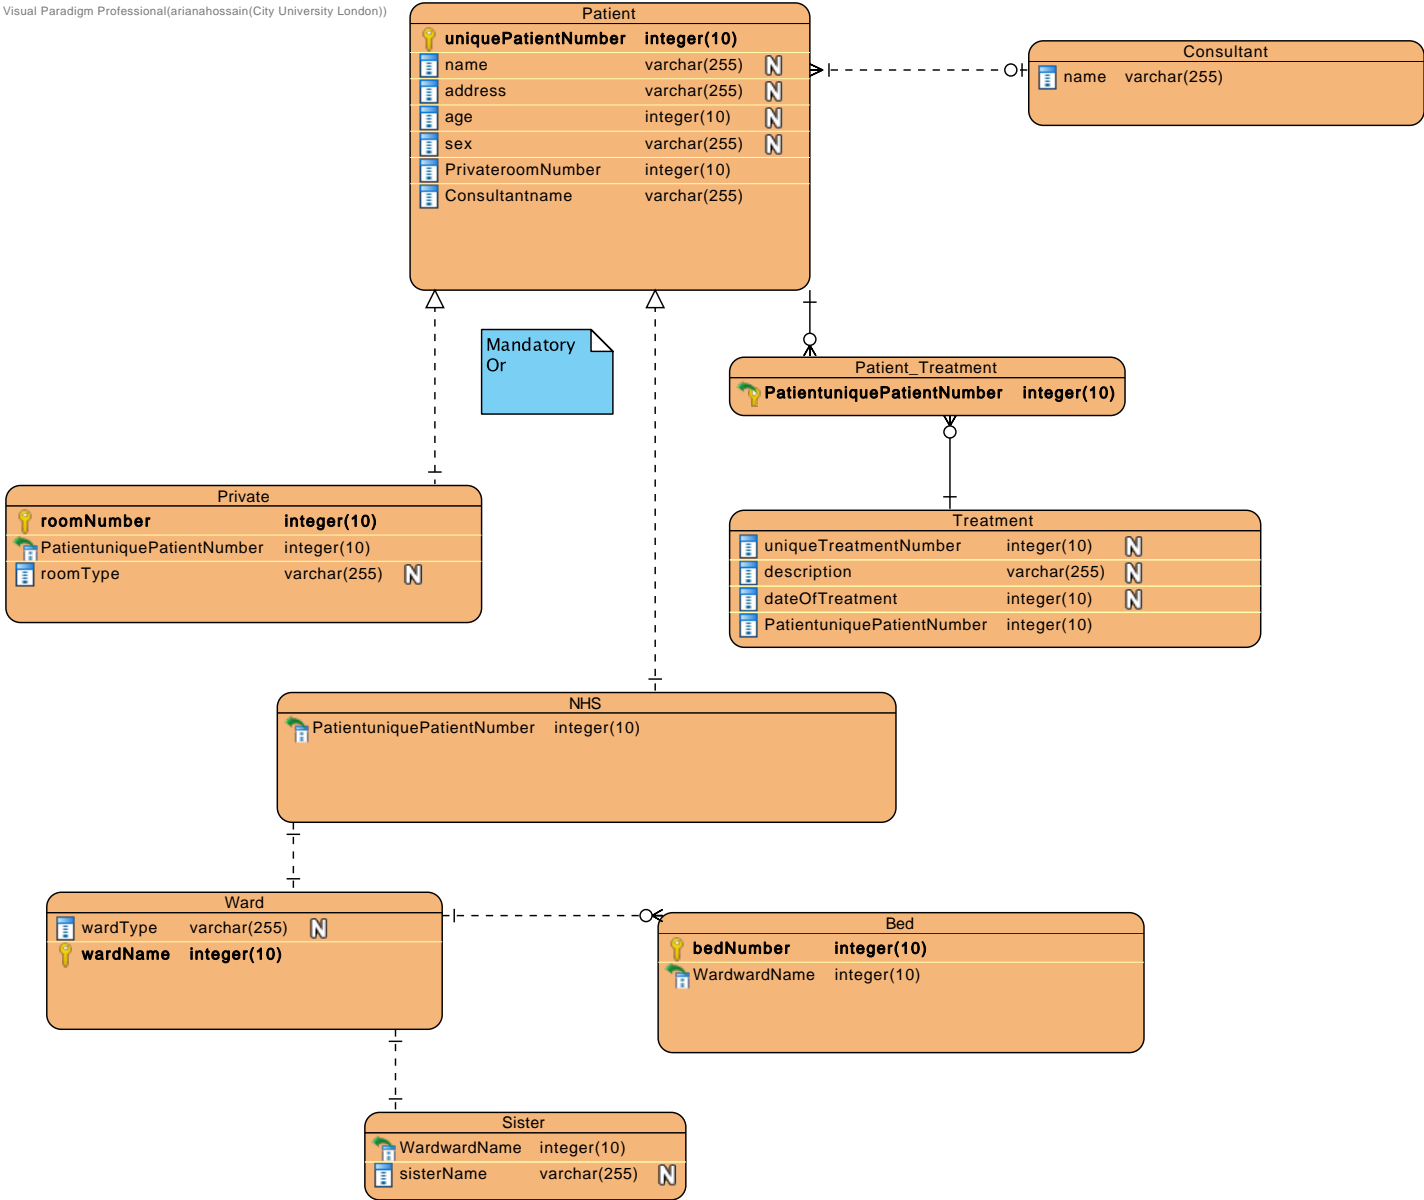 Visual Paradigm Professional(arianahossain(City University London))
Patient
uniquePatientNumber integer(10)
name varchar(255) N
address varchar(255) N
age integer(10) N
sex varchar(255) N
PrivateroomNumber integer(10)
Consultantname varchar(255)
Consultant
name varchar(255)
Mandatory
Or
Patient_Treatment
PatientuniquePatientNumber integer(10)
Private
roomNumber integer(10)
PatientuniquePatientNumber integer(10)
roomType varchar(255) N
Treatment
uniqueTreatmentNumber integer(10) N
description varchar(255) N
dateOfTreatment integer(10) N
PatientuniquePatientNumber integer(10)
NHS
PatientuniquePatientNumber integer(10)
Ward
wardType varchar(255) N
wardName integer(10)
Bed
bedNumber integer(10)
WardwardName integer(10)
Sister
WardwardName integer(10)
sisterName varchar(255) N